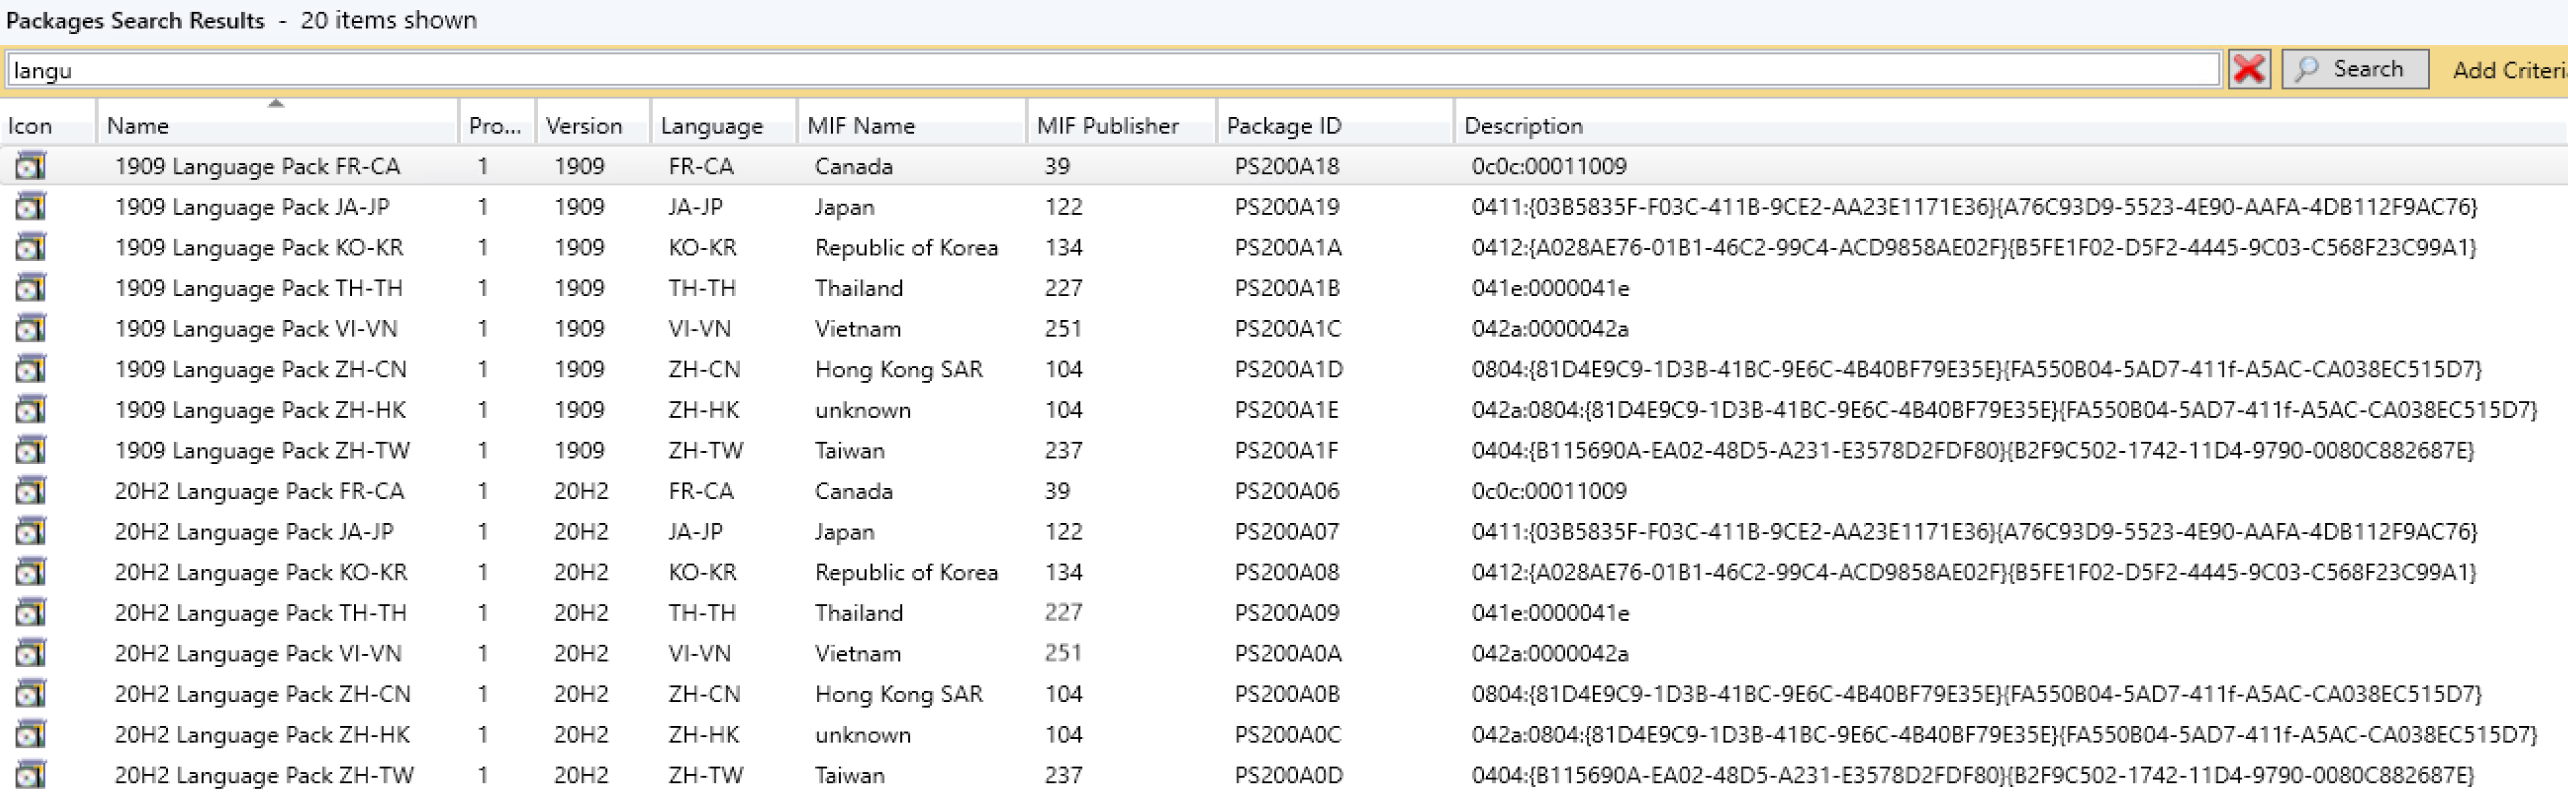 Packages Search Results - 20 items shown
langu Search Add Criteri
Icon Name Pro... Version Language MIF Name MIF Publisher Package ID Description
1909 Language Pack FR-CA 1 1909 FR-CA Canada 39 PS200A18 0c0c:00011009
1909 Language Pack JA-JP 1 1909 JA-JP Japan 122 PS200A19 0411:{03B5835F-F03C-411B-9CE2-AA23E1171E36}{A76C93D9-5523-4E90-AAFA-4DB112F9AC76}
1909 Language Pack KO-KR 1 1909 KO-KR Republic of Korea 134 PS200A1A 0412:{A028AE76-01B1-46C2-99C4-ACD9858AE02F}{B5FE1F02-D5F2-4445-9C03-C568F23C99A1}
1909 Language Pack TH-TH 1 1909 TH-TH Thailand 227 PS200A1B 041e:0000041e
1909 Language Pack VI-VN 1 1909 VI-VN Vietnam 251 PS200A1C 042a:0000042a
1909 Language Pack ZH-CN 1 1909 ZH-CN Hong Kong SAR 104 PS200A1D 0804:{81D4E9C9-1D3B-41BC-9E6C-4B40BF79E35E}{FA550B04-5AD7-411f-A5AC-CA038EC515D7}
1909 Language Pack ZH-HK 1 1909 ZH-HK unknown 104 PS200A1E 042a:0804:{81D4E9C9-1D3B-41BC-9E6C-4B40BF79E35E}{FA550B04-5AD7-411f-A5AC-CA038EC515D7}
1909 Language Pack ZH-TW 1 1909 ZH-TW Taiwan 237 PS200A1F 0404:{B115690A-EA02-48D5-A231-E3578D2FDF80}{B2F9C502-1742-11D4-9790-0080C882687E}
20H2 Language Pack FR-CA 1 20H2 FR-CA Canada 39 PS200A06 0c0c:00011009
20H2 Language Pack JA-JP 1 20H2 JA-JP Japan 122 PS200A07 0411:{03B5835F-F03C-411B-9CE2-AA23E1171E36}{A76C93D9-5523-4E90-AAFA-4DB112F9AC76}
20H2 Language Pack KO-KR 1 20H2 KO-KR Republic of Korea 134 PS200A08 0412:{A028AE76-01B1-46C2-99C4-ACD9858AE02F}{B5FE1F02-D5F2-4445-9C03-C568F23C99A1}
20H2 Language Pack TH-TH 1 20H2 TH-TH Thailand 227 PS200A09 041e:0000041e
20H2 Language Pack VI-VN 1 20H2 VI-VN Vietnam 251 PS200A0A 042a:0000042a
20H2 Language Pack ZH-CN 1 20H2 ZH-CN Hong Kong SAR 104 PS200A0B 0804:{81D4E9C9-1D3B-41BC-9E6C-4B40BF79E35E}{FA550B04-5AD7-411f-A5AC-CA038EC515D7}
20H2 Language Pack ZH-HK 1 20H2 ZH-HK unknown 104 PS200A0C 042a:0804:{81D4E9C9-1D3B-41BC-9E6C-4B40BF79E35E}{FA550B04-5AD7-411f-A5AC-CA038EC515D7}
20H2 Language Pack ZH-TW 1 20H2 ZH-TW Taiwan 237 PS200A0D 0404:{B115690A-EA02-48D5-A231-E3578D2FDF80}{B2F9C502-1742-11D4-9790-0080C882687E}